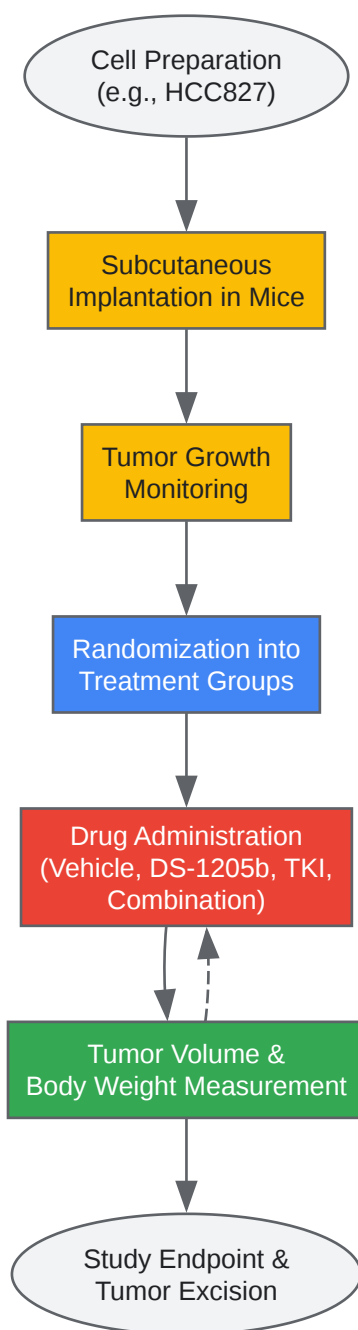 Cell Preparation
(e.g., HCC827)
Subcutaneous
Implantation in Mice
Tumor Growth
Monitoring
Randomization into
Treatment Groups
Drug Administration
(Vehicle, DS-1205b, TKI,
Combination)
Tumor Volume &
Body Weight Measurement
Study Endpoint &
Tumor Excision